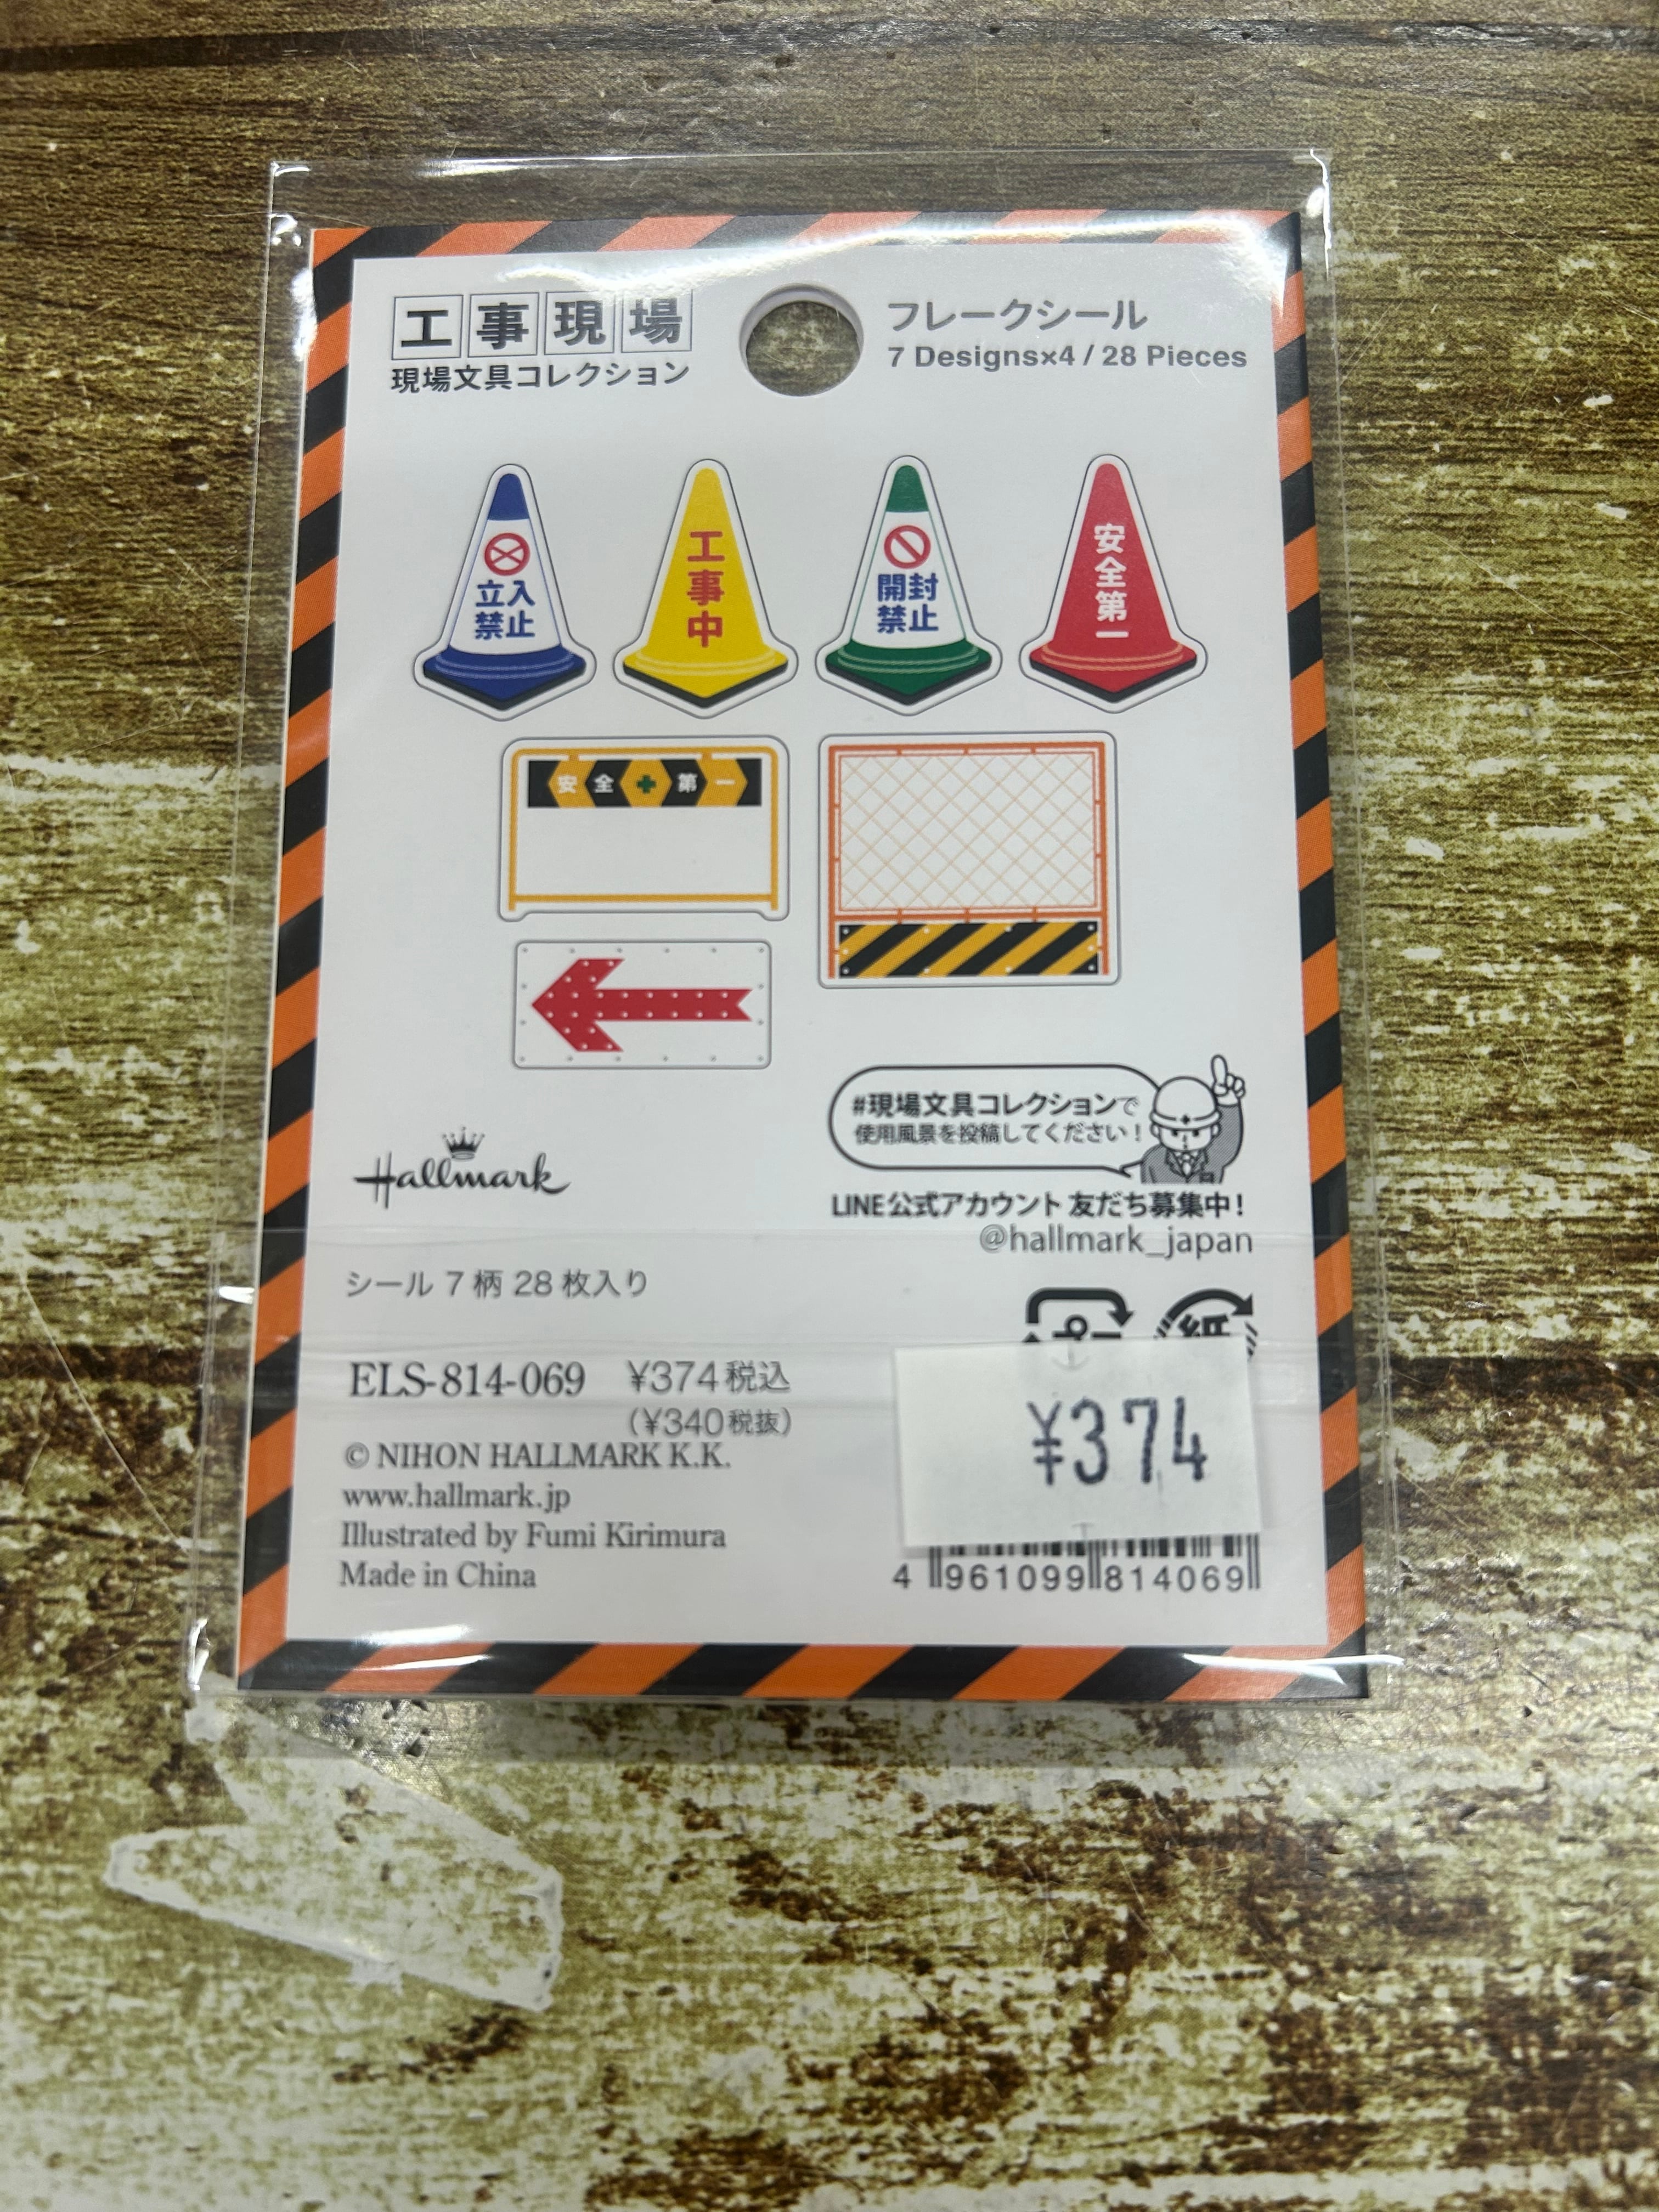 工事現場
現場文具コレクション
フレークシール
7 Designs×4 / 28 Pieces
立入
禁止
工事中
開封
禁止
安全第一
安全第一
#現場文具コレクションで
使用風景を投稿してください!
Hallmark
LINE公式アカウント 友だち募集中!
@hallmark_japan
シール 7 柄 28 枚入り
ELS-814-069 ¥374税込
(¥340税抜)
¥374
© NIHON HALLMARK K.K.
www.hallmark.jp
Illustrated by Fumi Kirimura
Made in China
4 961099 814069